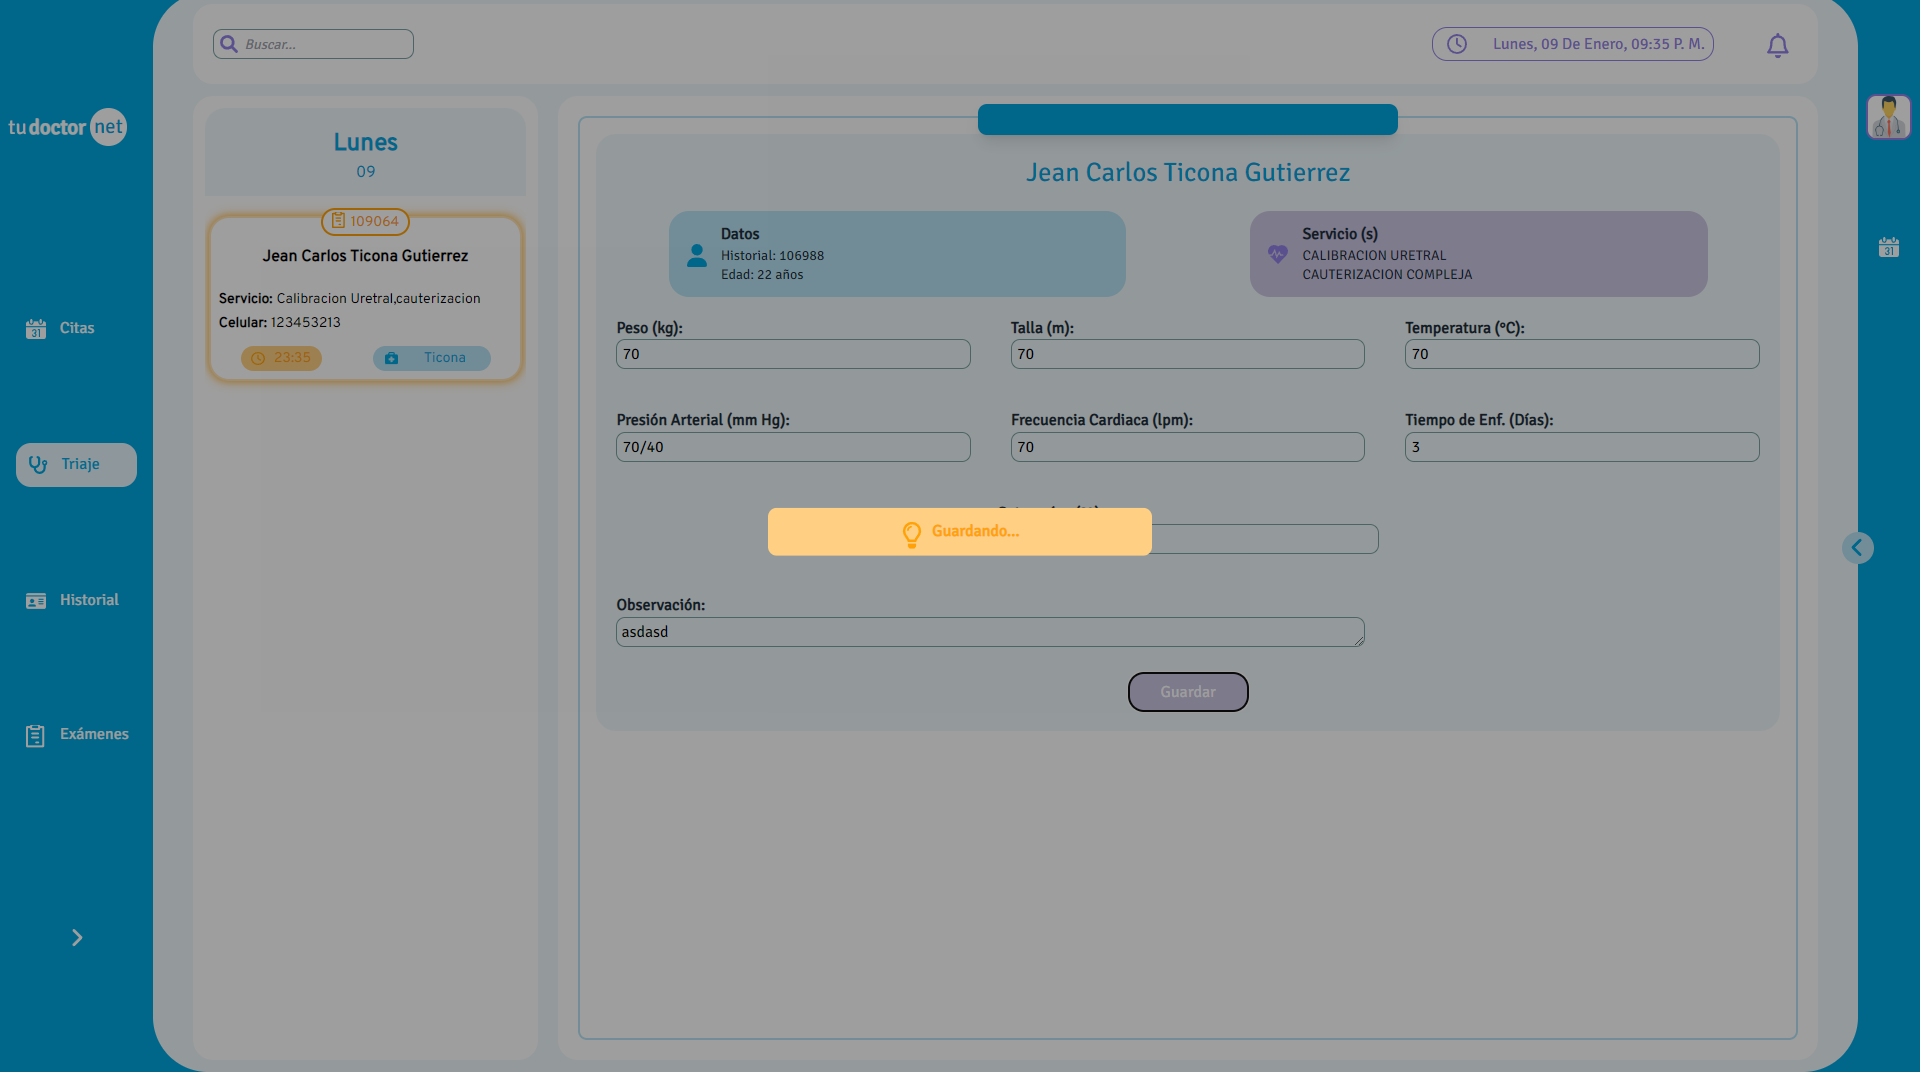 Buscar...
Lunes, 09 De Enero, 09:35 P. M.
tudoctor net
Citas
Triaje
Historial
Exámenes
Lunes
09
109064
Jean Carlos Ticona Gutierrez
Servicio: Calibracion Uretral,cauterizacion
Celular: 123453213
23:35
Ticona
Jean Carlos Ticona Gutierrez
Datos
Historial: 106988
Edad: 22 años
Servicio (s)
CALIBRACION URETRAL
CAUTERIZACION COMPLEJA
Peso (kg):
70
Talla (m):
70
Temperatura (°C):
70
Presión Arterial (mm Hg):
70/40
Frecuencia Cardiaca (lpm):
70
Tiempo de Enf. (Días):
3
Guardando...
Observación:
asdasd
Guardar
31
31